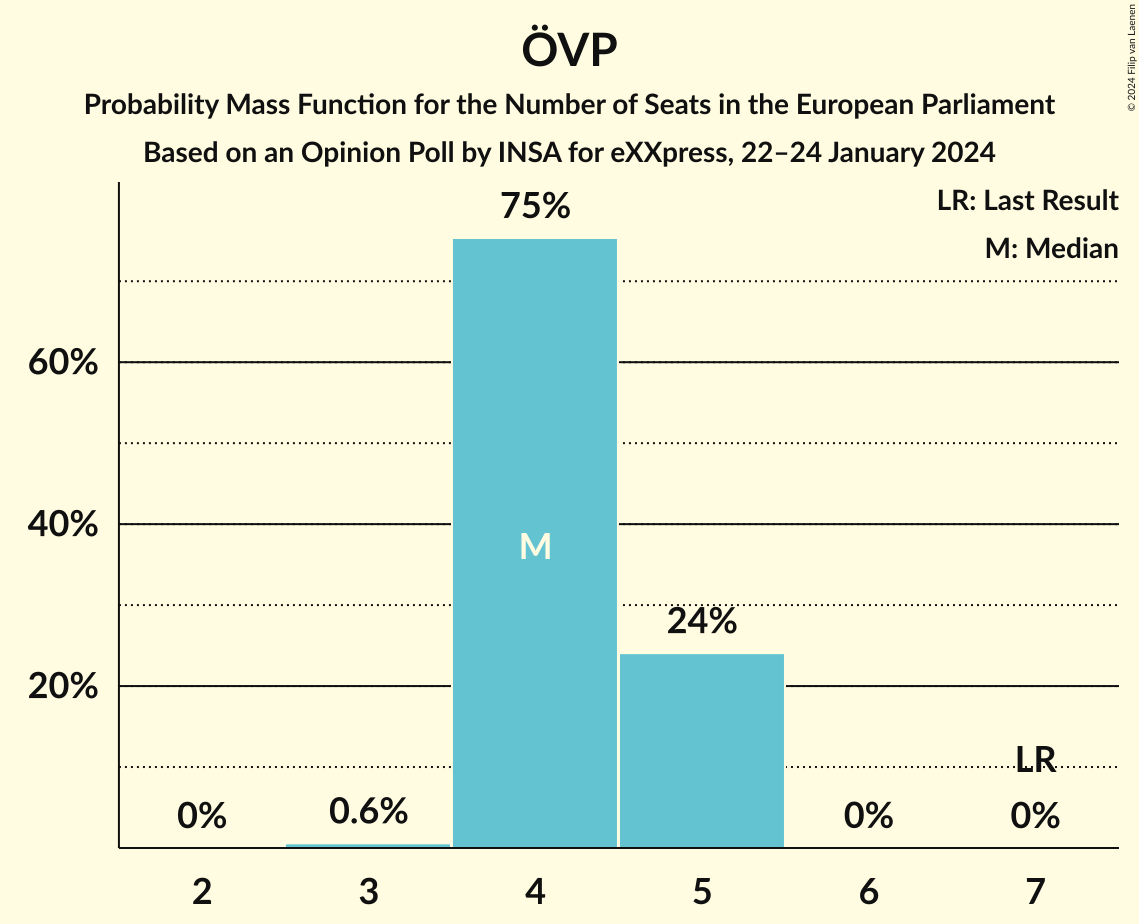 ÖVP
Probability Mass Function for the Number of Seats in the European Parliament
Based on an Opinion Poll by INSA for eXXpress, 22–24 January 2024
© 2024 Filip van Laenen
LR: Last Result
M: Median
75%
60%
40%
M
24%
20%
LR
0%
0.6%
0%
0%
2
3
4
5
6
7